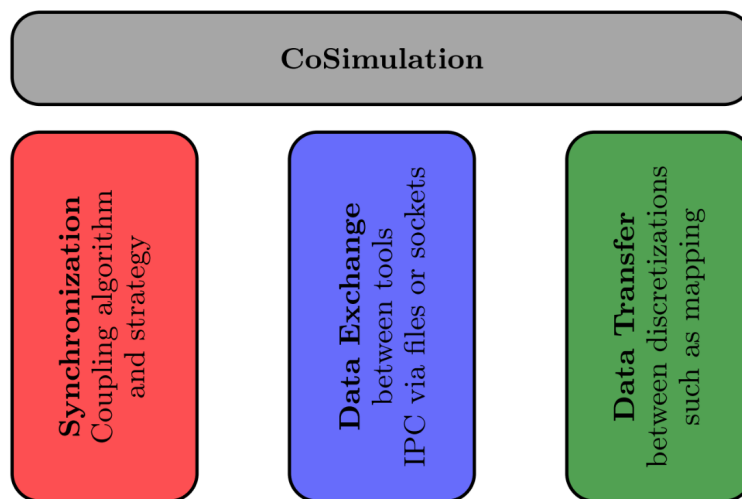 CoSimulation
Synchronization
Coupling algorithm
and strategy
Data Exchange
between tools
IPC via files or sockets
Data Transfer
between discretizations
such as mapping